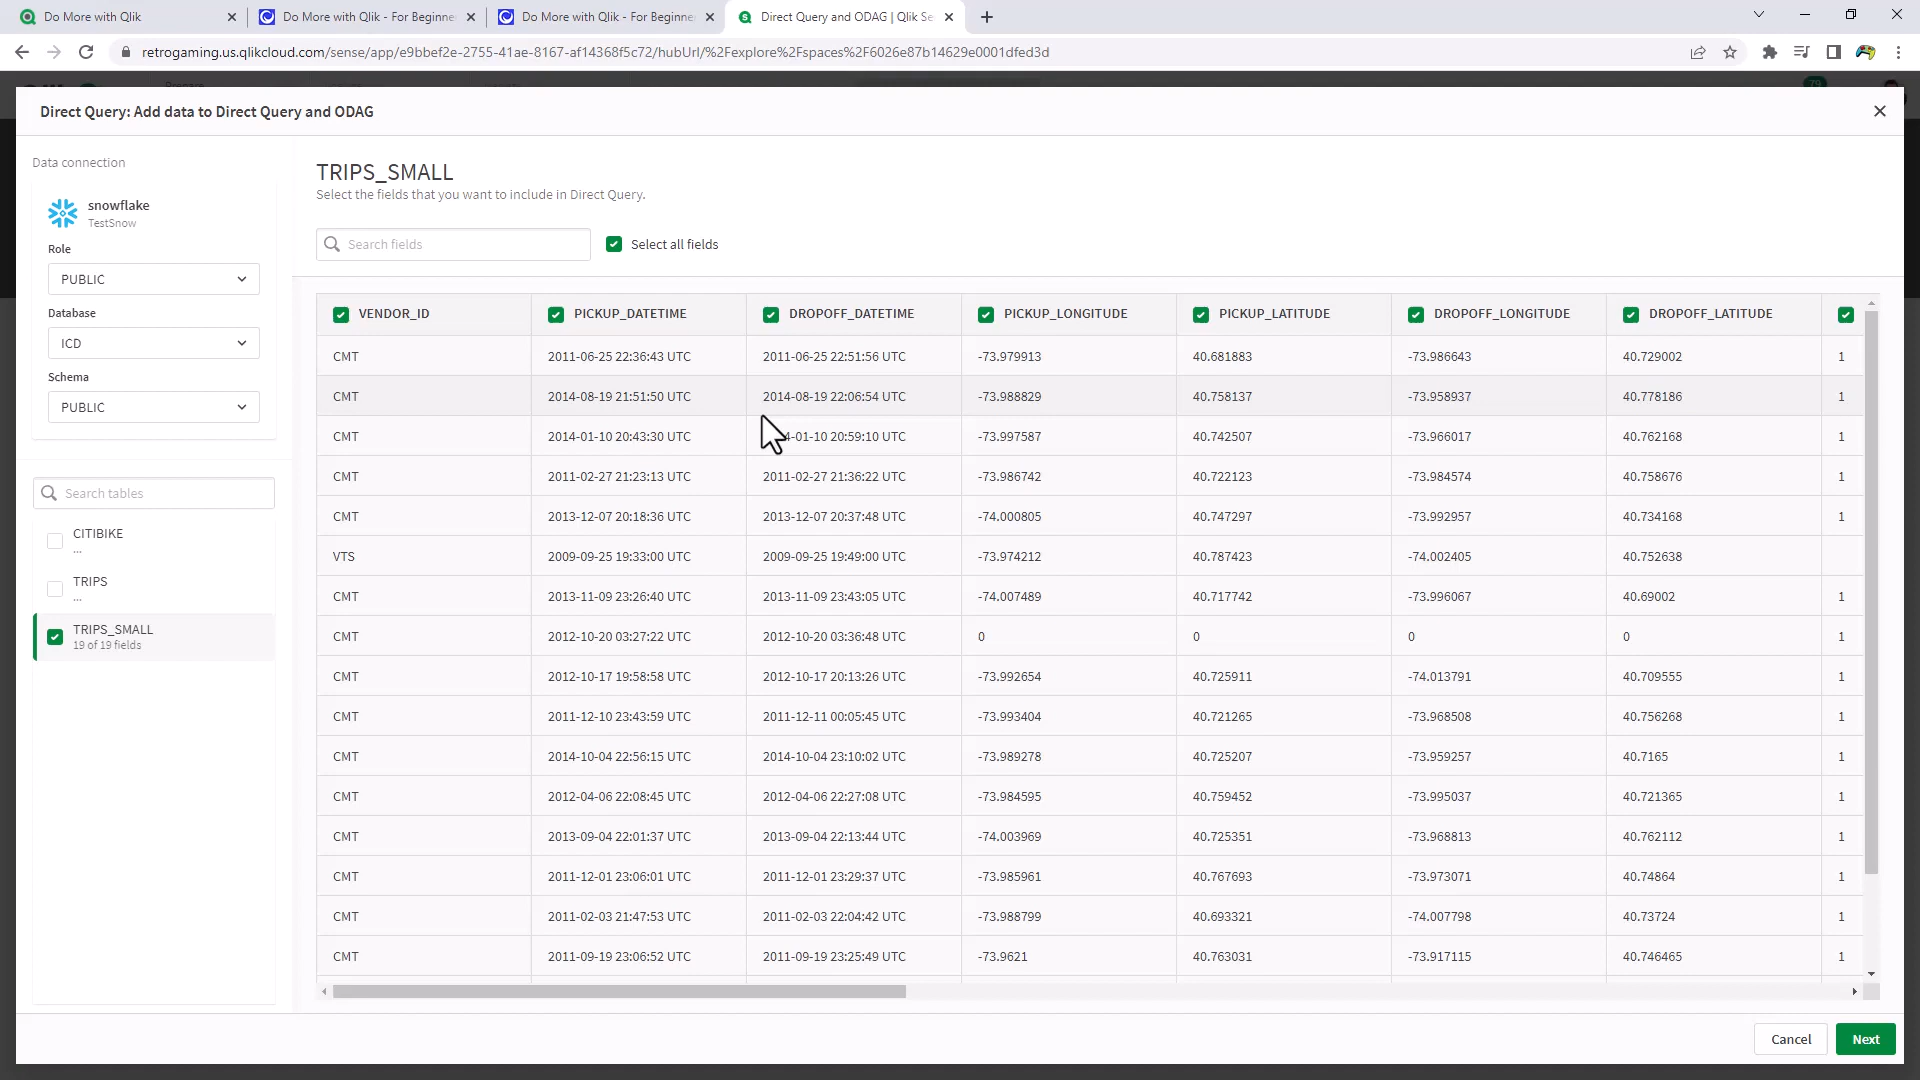 Do More with Qlik
Do More with Qlik - For Beginne
Do More with Qlik - For Beginne
Direct Query and ODAG | Qlik Se
retrogaming.us.qlikcloud.com/sense/app/e9bbef2e-2755-41ae-8167-af14368f5c72/hubUrl/%2Fexplore%2Fspaces%2F6026e87b14629e0001dfed3d
Direct Query: Add data to Direct Query and ODAG
Data connection
snowflake
TestSnow
Role
PUBLIC
Database
ICD
Schema
PUBLIC
Search tables
CITIBIKE
...
TRIPS
...
TRIPS_SMALL
19 of 19 fields
TRIPS_SMALL
Select the fields that you want to include in Direct Query.
Search fields
Select all fields
VENDOR_ID PICKUP_DATETIME DROPOFF_DATETIME PICKUP_LONGITUDE PICKUP_LATITUDE DROPOFF_LONGITUDE DROPOFF_LATITUDE
CMT 2011-06-25 22:36:43 UTC 2011-06-25 22:51:56 UTC -73.979913 40.681883 -73.986643 40.729002 1
CMT 2014-08-19 21:51:50 UTC 2014-08-19 22:06:54 UTC -73.988829 40.758137 -73.958937 40.778186 1
CMT 2014-01-10 20:43:30 UTC 4-01-10 20:59:10 UTC -73.997587 40.742507 -73.966017 40.762168 1
CMT 2011-02-27 21:23:13 UTC 2011-02-27 21:36:22 UTC -73.986742 40.722123 -73.984574 40.758676 1
CMT 2013-12-07 20:18:36 UTC 2013-12-07 20:37:48 UTC -74.000805 40.747297 -73.992957 40.734168 1
VTS 2009-09-25 19:33:00 UTC 2009-09-25 19:49:00 UTC -73.974212 40.787423 -74.002405 40.752638
CMT 2013-11-09 23:26:40 UTC 2013-11-09 23:43:05 UTC -74.007489 40.717742 -73.996067 40.69002 1
CMT 2012-10-20 03:27:22 UTC 2012-10-20 03:36:48 UTC 0 0 0 0 1
CMT 2012-10-17 19:58:58 UTC 2012-10-17 20:13:26 UTC -73.992654 40.725911 -74.013791 40.709555 1
CMT 2011-12-10 23:43:59 UTC 2011-12-11 00:05:45 UTC -73.993404 40.721265 -73.968508 40.756268 1
CMT 2014-10-04 22:56:15 UTC 2014-10-04 23:10:02 UTC -73.989278 40.725207 -73.959257 40.7165 1
CMT 2012-04-06 22:08:45 UTC 2012-04-06 22:27:08 UTC -73.984595 40.759452 -73.995037 40.721365 1
CMT 2013-09-04 22:01:37 UTC 2013-09-04 22:13:44 UTC -74.003969 40.725351 -73.968813 40.762112 1
CMT 2011-12-01 23:06:01 UTC 2011-12-01 23:29:37 UTC -73.985961 40.767693 -73.973071 40.74864 1
CMT 2011-02-03 21:47:53 UTC 2011-02-03 22:04:42 UTC -73.988799 40.693321 -74.007798 40.73724 1
CMT 2011-09-19 23:06:52 UTC 2011-09-19 23:25:49 UTC -73.9621 40.763031 -73.917115 40.746465 1
Cancel Next